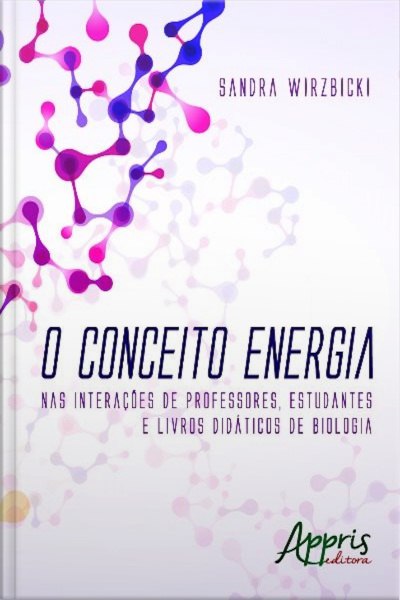 SANDRA WIRZBICKI
O CONCEITO ENERGIA
NAS INTERAÇÕES DE PROFESSORES, ESTUDANTES
E LIVROS DIDÁTICOS DE BIOLOGIA
Appris
editora